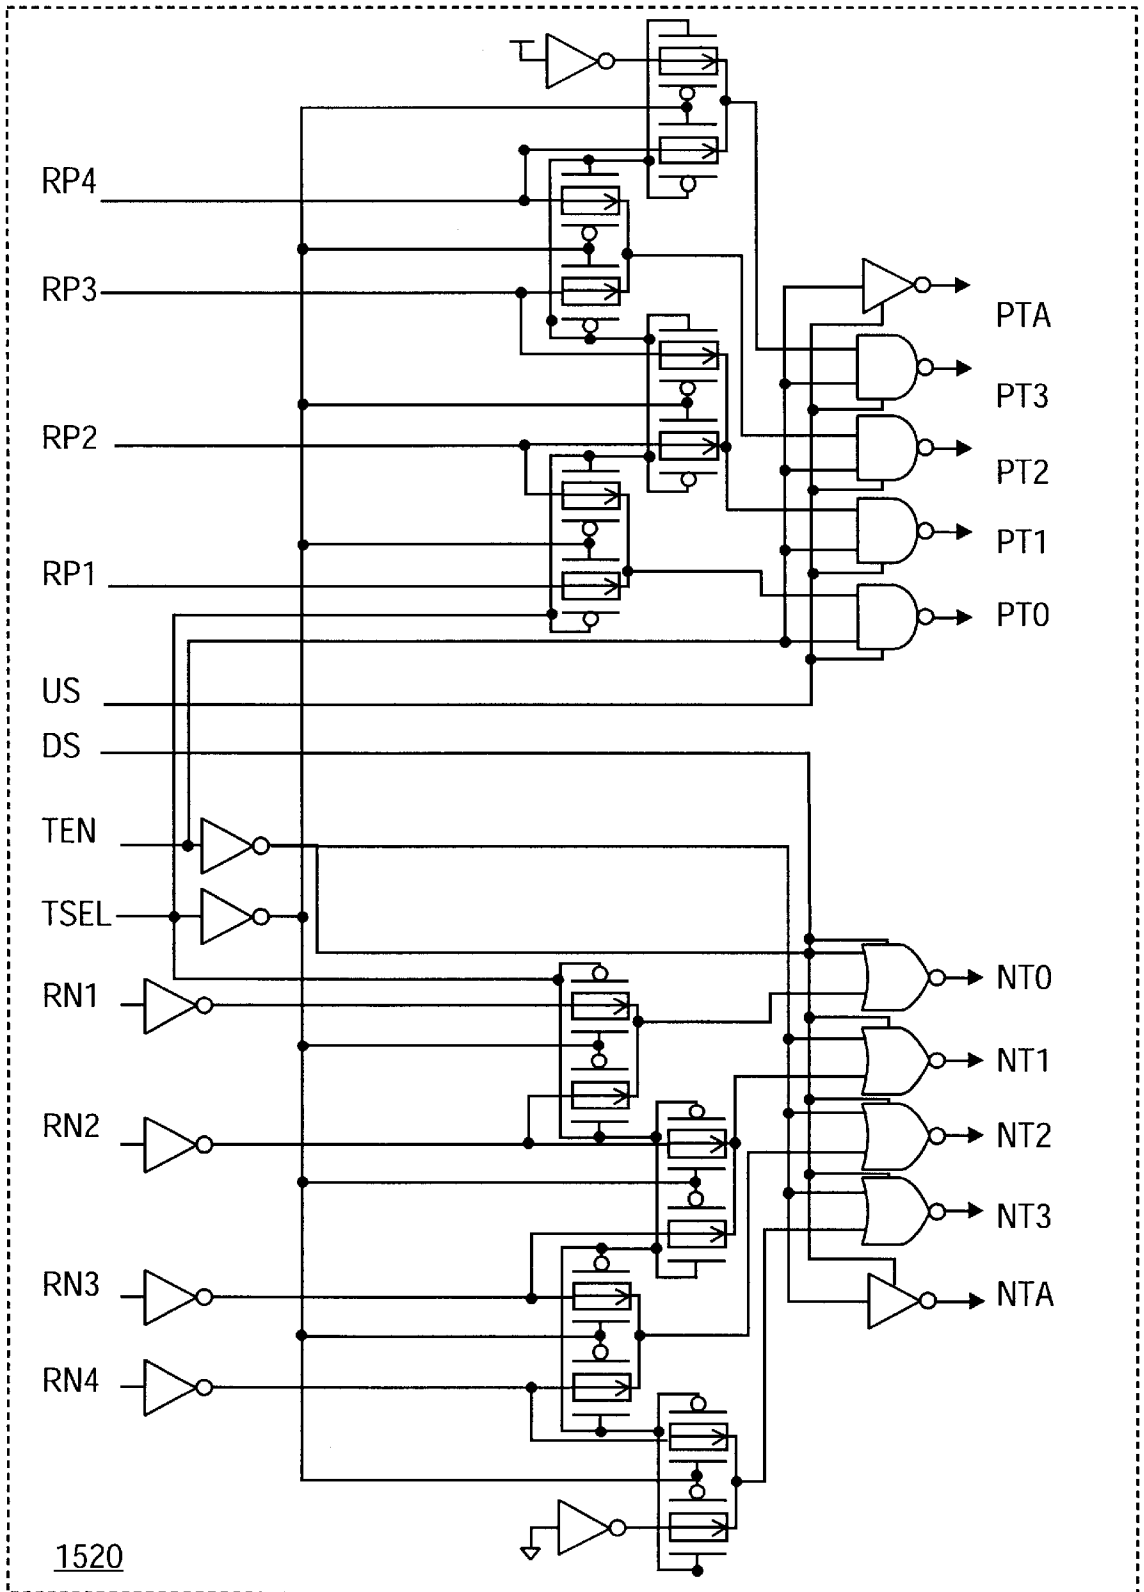 RP4
RP3
PTA
PT3
RP2
PT2
PT1
RP1
PT0
US
DS
TEN
TSEL
RN1
NT0
NT1
RN2
NT2
NT3
RN3
NTA
RN4
1520